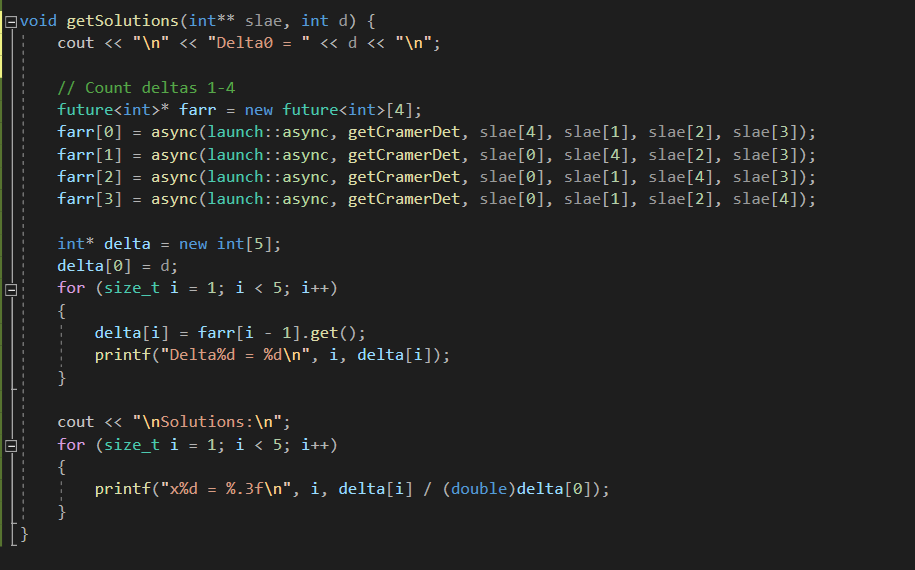 void getSolutions(int** slae, int d) {
    cout << "\n" << "Delta0 = " << d << "\n";

    // Count deltas 1-4
    future<int>* farr = new future<int>[4];
    farr[0] = async(launch::async, getCramerDet, slae[4], slae[1], slae[2], slae[3]);
    farr[1] = async(launch::async, getCramerDet, slae[0], slae[4], slae[2], slae[3]);
    farr[2] = async(launch::async, getCramerDet, slae[0], slae[1], slae[4], slae[3]);
    farr[3] = async(launch::async, getCramerDet, slae[0], slae[1], slae[2], slae[4]);

    int* delta = new int[5];
    delta[0] = d;
    for (size_t i = 1; i < 5; i++)
    {
        delta[i] = farr[i - 1].get();
        printf("Delta%d = %d\n", i, delta[i]);
    }

    cout << "\nSolutions:\n";
    for (size_t i = 1; i < 5; i++)
    {
        printf("x%d = %.3f\n", i, delta[i] / (double)delta[0]);
    }
}